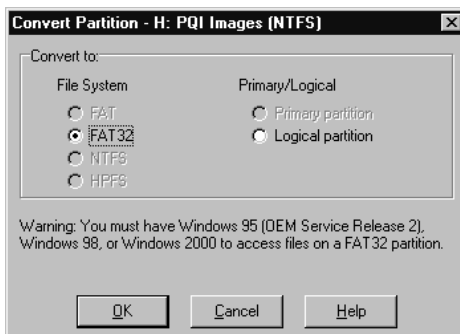 Convert Partition - H: PQI Images (NTFS)
Convert to:
File System
Primary/Logical
FAT
Primary partition
FAT32
Logical partition
NTFS
HPFS
Warning: You must have Windows 95 (OEM Service Release 2),
Windows 98, or Windows 2000 to access files on a FAT32 partition.
OK
Cancel
Help